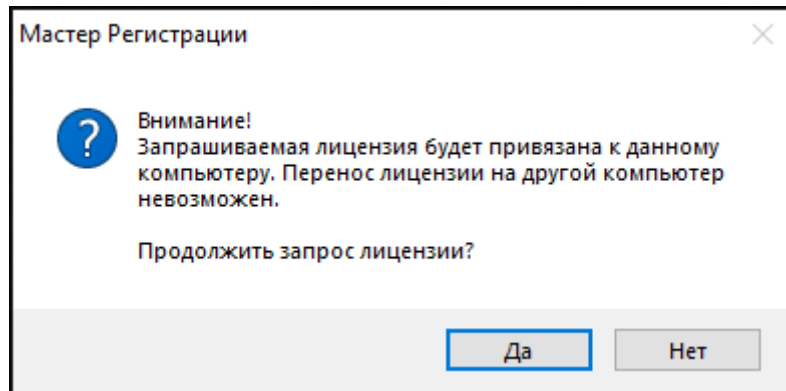 Мастер Регистрации
Внимание!
Запрашиваемая лицензия будет привязана к данному
компьютеру. Перенос лицензии на другой компьютер
невозможен.
Продолжить запрос лицензии?
Да
Нет